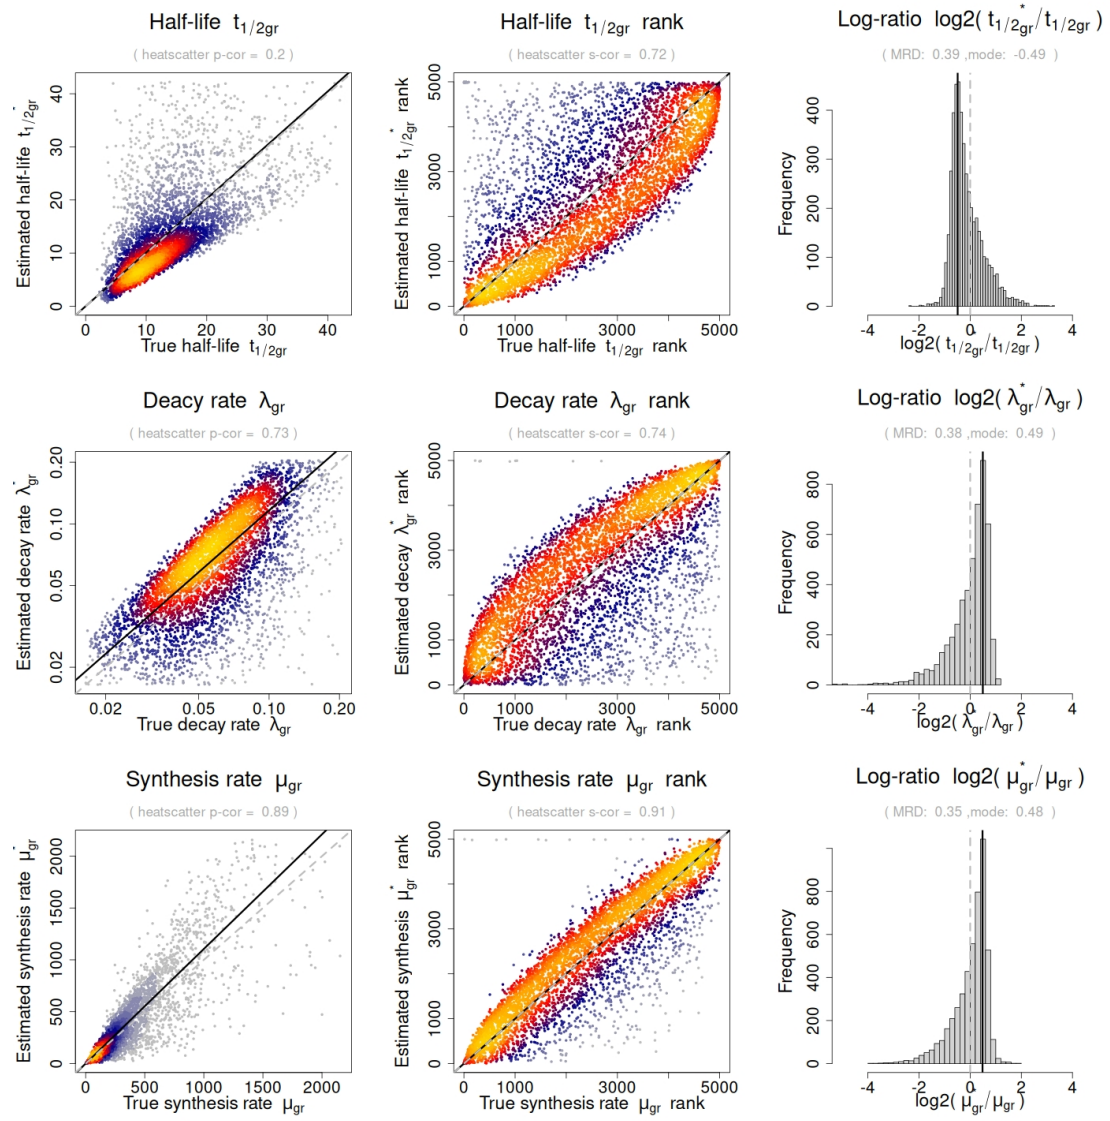 Half-life t1/2gr
( heatscatter p-cor = 0.2 )
Estimated half-life t*1/2gr
0 10 20 30 40
0 10 20 30 40
True half-life t1/2gr
Half-life t1/2gr rank
( heatscatter s-cor = 0.72 )
Estimated half-life t*1/2gr rank
0 1000 3000 5000
0 1000 3000 5000
True half-life t1/2gr rank
Log-ratio log2( t*1/2gr/t1/2gr )
( MRD: 0.39 ,mode: -0.49 )
Frequency
0 100 200 300 400
-4 -2 0 2 4
log2( t1/2gr/t1/2gr )
Deacy rate λgr
( heatscatter p-cor = 0.73 )
Estimated decay rate λ*gr
0.02 0.05 0.10 0.20
0.02 0.05 0.10 0.20
True decay rate λgr
Decay rate λgr rank
( heatscatter s-cor = 0.74 )
Estimated decay λ*gr rank
0 1000 3000 5000
0 1000 3000 5000
True decay rate λgr rank
Log-ratio log2( λ*gr/λgr )
( MRD: 0.38 ,mode: 0.49 )
Frequency
0 200 400 600 800
-4 -2 0 2 4
log2( λgr/λgr )
Synthesis rate μgr
( heatscatter p-cor = 0.89 )
Estimated synthesis rate μ*gr
0 500 1000 1500 2000
0 500 1000 1500 2000
True synthesis rate μgr
Synthesis rate μgr rank
( heatscatter s-cor = 0.91 )
Estimated synthesis μ*gr rank
0 1000 3000 5000
0 1000 3000 5000
True synthesis rate μgr rank
Log-ratio log2( μ*gr/μgr )
( MRD: 0.35 ,mode: 0.48 )
Frequency
0 200 400 600 800
-4 -2 0 2 4
log2( μgr/μgr )